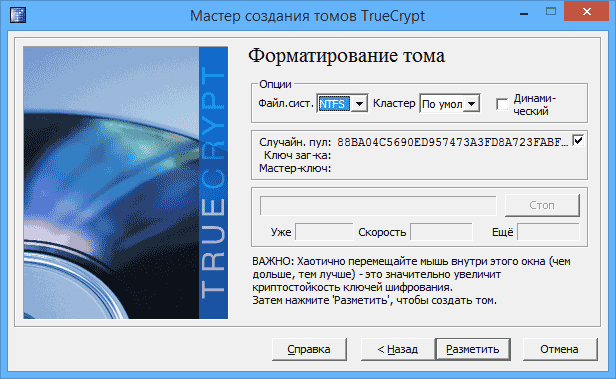 Мастер создания томов TrueCrypt
TRUECRYPT
Форматирование тома
Опции
Файл.сист. NTFS Кластер По умол Динами-
ческий
Случайн. пул: 88BA04C5690ED957473A3FD8A723FABF...
Ключ заг-ка:
Мастер-ключ:
Стоп
Уже Скорость Ещё
ВАЖНО: Хаотично перемещайте мышь внутри этого окна (чем
дольше, тем лучше) - это значительно увеличит
криптостойкость ключей шифрования.
Затем нажмите 'Разметить', чтобы создать том.
Справка < Назад Разметить Отмена